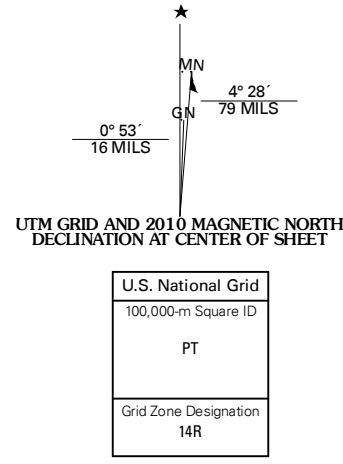 ★
MN
4° 28´
79 MILS
GN
0° 53´
16 MILS
UTM GRID AND 2010 MAGNETIC NORTH
DECLINATION AT CENTER OF SHEET
U.S. National Grid
100,000-m Square ID
PT
Grid Zone Designation
14R